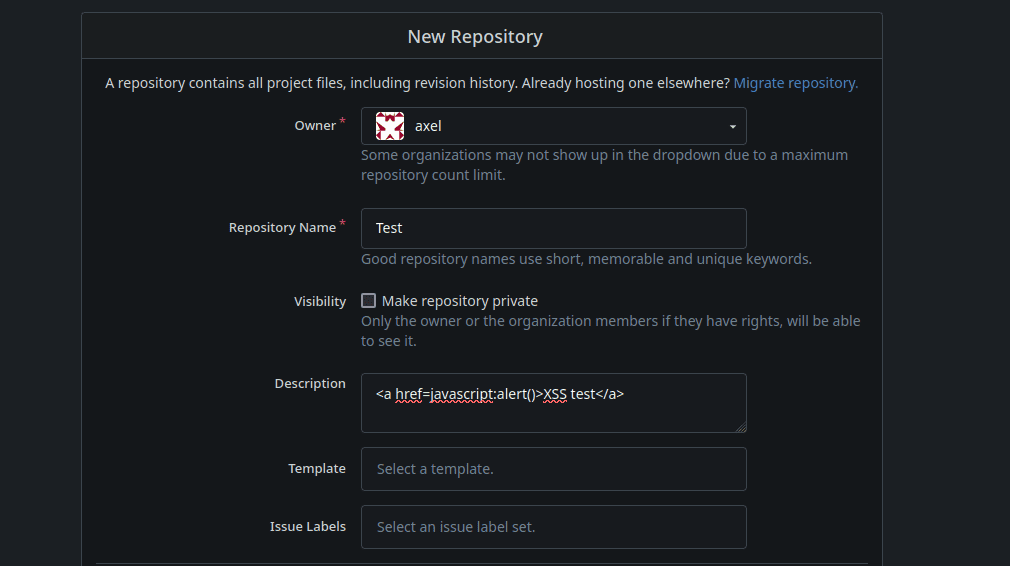 New Repository
A repository contains all project files, including revision history. Already hosting one elsewhere? Migrate repository.
Owner *
axel
Some organizations may not show up in the dropdown due to a maximum
repository count limit.
Repository Name *
Test
Good repository names use short, memorable and unique keywords.
Visibility
Make repository private
Only the owner or the organization members if they have rights, will be able
to see it.
Description
<a href=javascript:alert()>XSS test</a>
Template
Select a template.
Issue Labels
Select an issue label set.